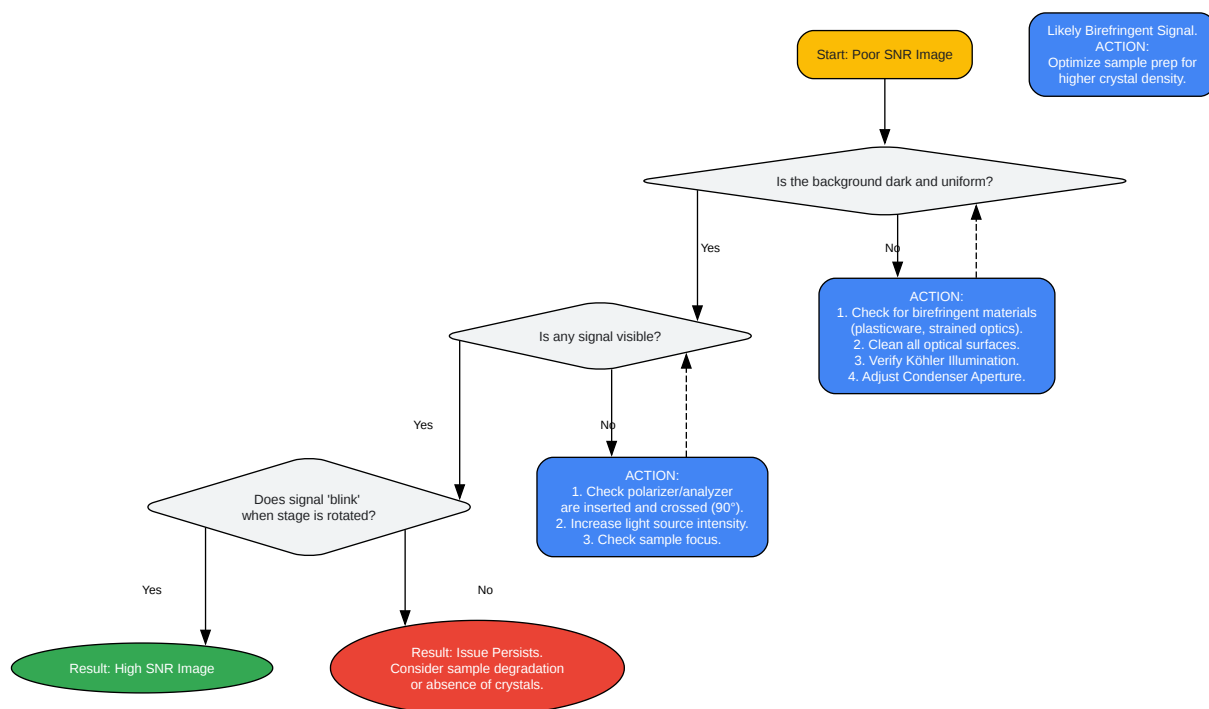 Start: Poor SNR Image
Likely Birefringent Signal.
ACTION:
Optimize sample prep for
higher crystal density.
Is the background dark and uniform?
Yes
No
ACTION:
1. Check for birefringent materials
(plasticware, strained optics).
2. Clean all optical surfaces.
3. Verify Köhler Illumination.
4. Adjust Condenser Aperture.
Is any signal visible?
Yes
No
ACTION:
1. Check polarizer/analyzer
are inserted and crossed (90°).
2. Increase light source intensity.
3. Check sample focus.
Does signal 'blink'
when stage is rotated?
Yes
No
Result: High SNR Image
Result: Issue Persists.
Consider sample degradation
or absence of crystals.